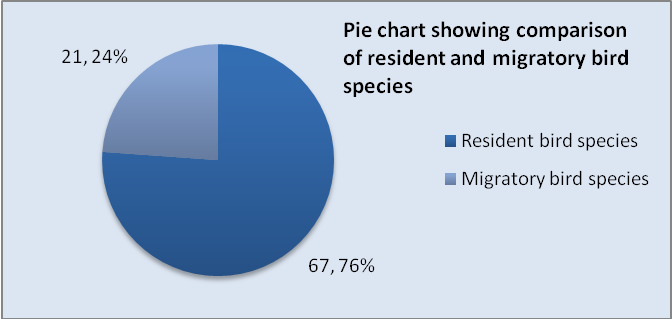 Pie chart showing comparison
of resident and migratory bird
species
21, 24%
Resident bird species
Migratory bird species
67, 76%